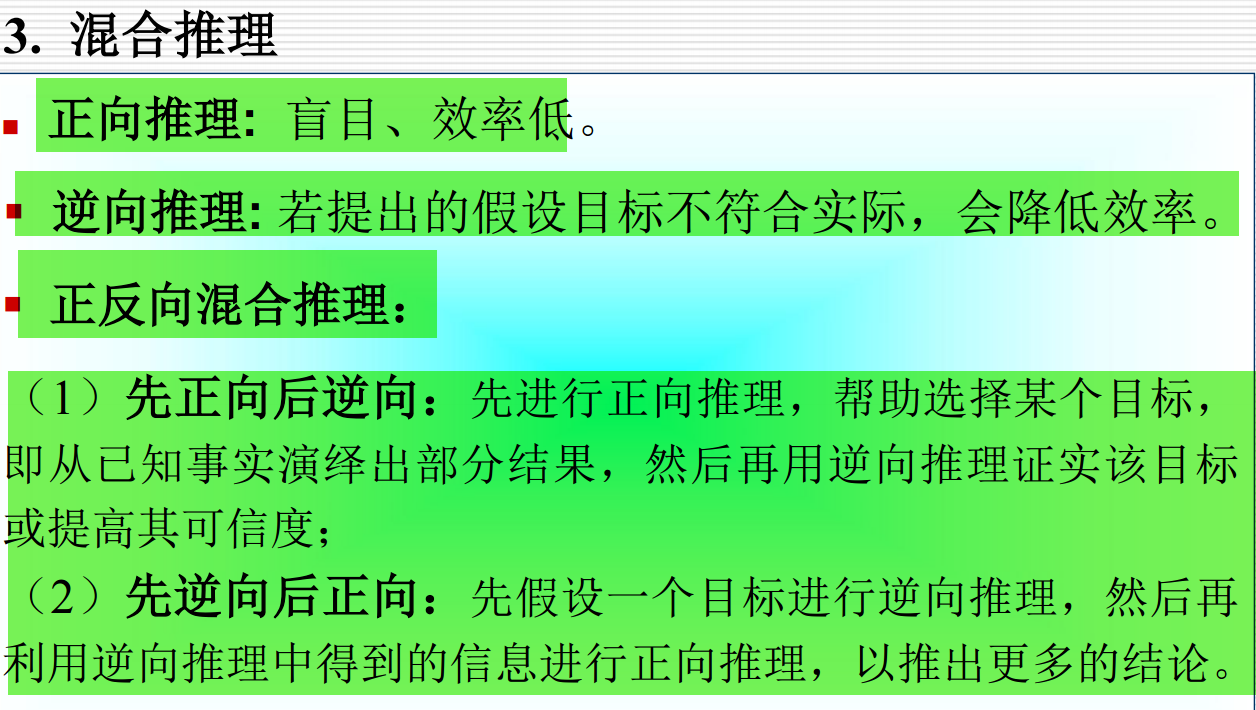 3. 混合推理
▪ 正向推理: 盲目、效率低。
▪ 逆向推理: 若提出的假设目标不符合实际，会降低效率。
▪ 正反向混合推理：
（1）先正向后逆向：先进行正向推理，帮助选择某个目标，
即从已知事实演绎出部分结果，然后再用逆向推理证实该目标
或提高其可信度；
（2）先逆向后正向：先假设一个目标进行逆向推理，然后再
利用逆向推理中得到的信息进行正向推理，以推出更多的结论。